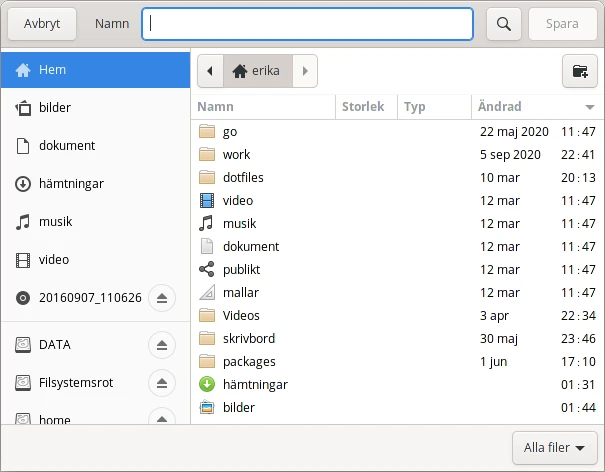 Avbryt Namn Spara
Hem
bilder
dokument
hämtningar
musik
video
20160907_110626
DATA
Filsystemsrot
home
erika
Namn Storlek Typ Ändrad
go 22 maj 2020 11:47
work 5 sep 2020 22:41
dotfiles 10 mar 20:13
video 12 mar 11:47
musik 12 mar 11:47
dokument 12 mar 11:47
publikt 12 mar 11:47
mallar 12 mar 11:47
Videos 3 apr 22:34
skrivbord 30 maj 23:46
packages 1 jun 17:10
hämtningar 01:31
bilder 01:44
Alla filer